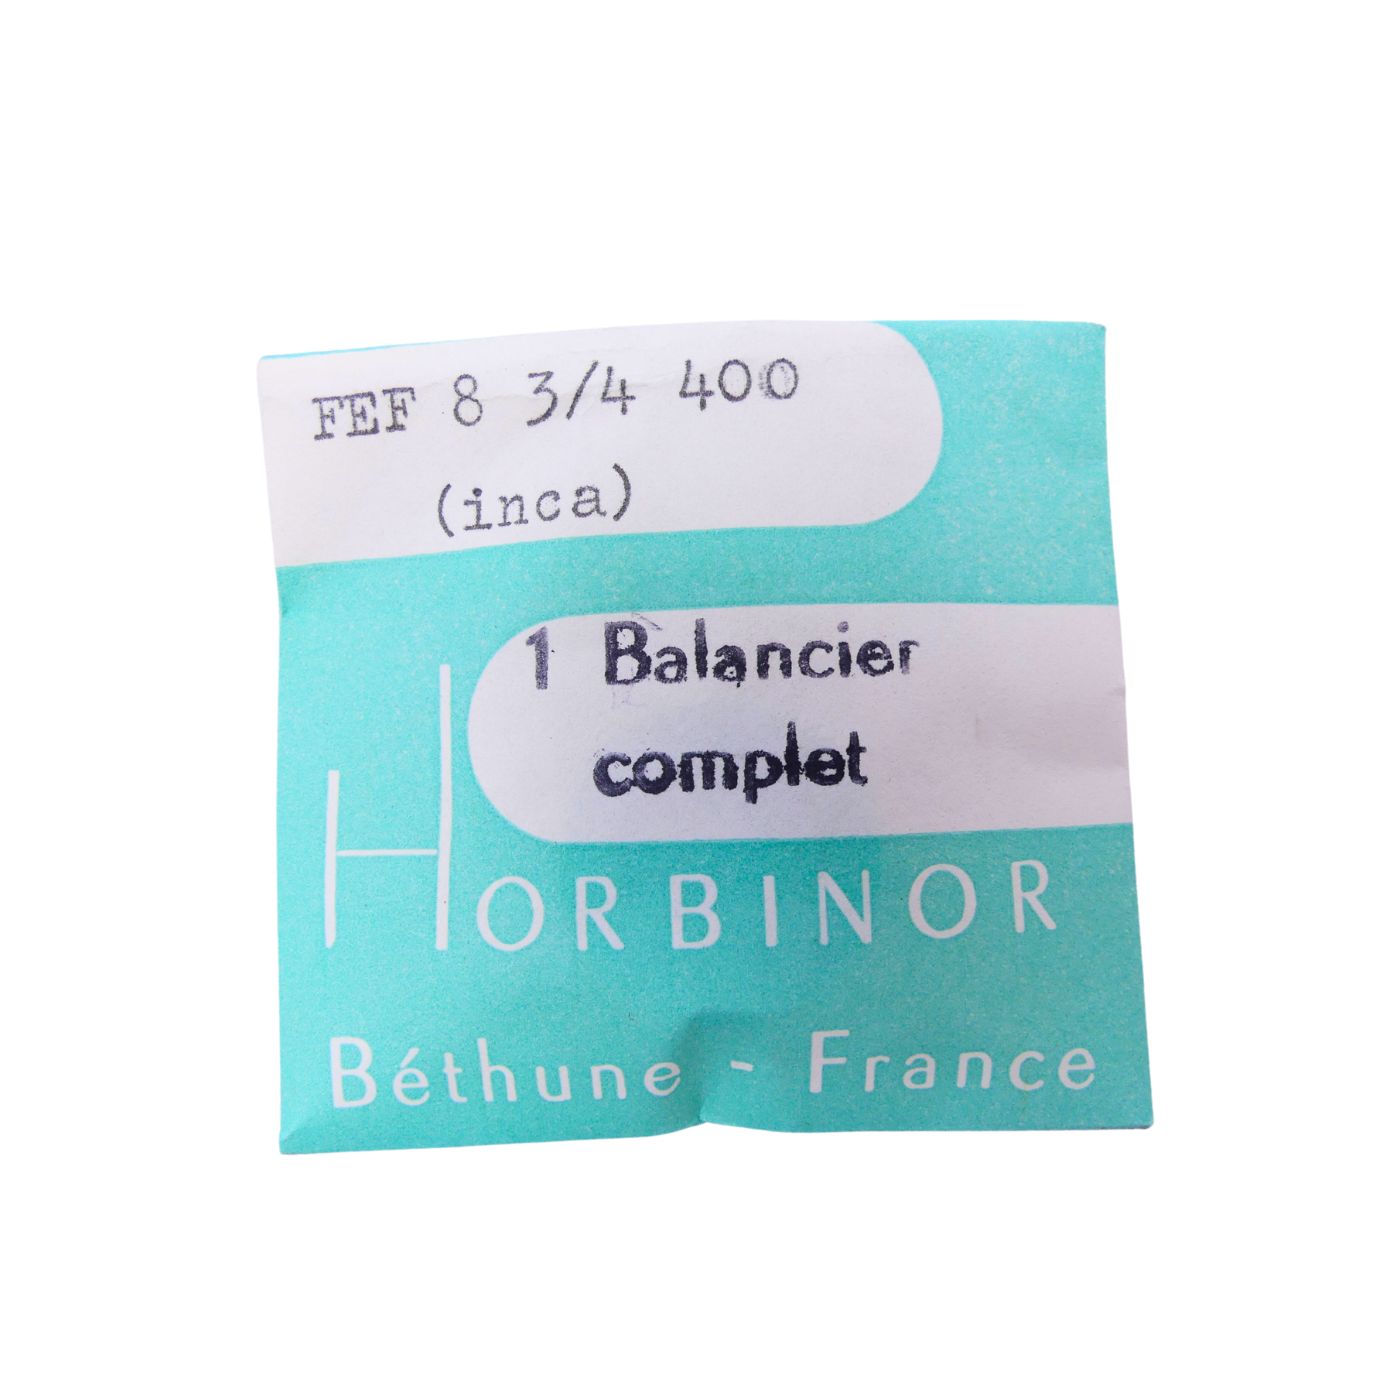 FEF 8 3/4 400
(inca)
1 Balancier
complet
HORBINOR
Béthune - France